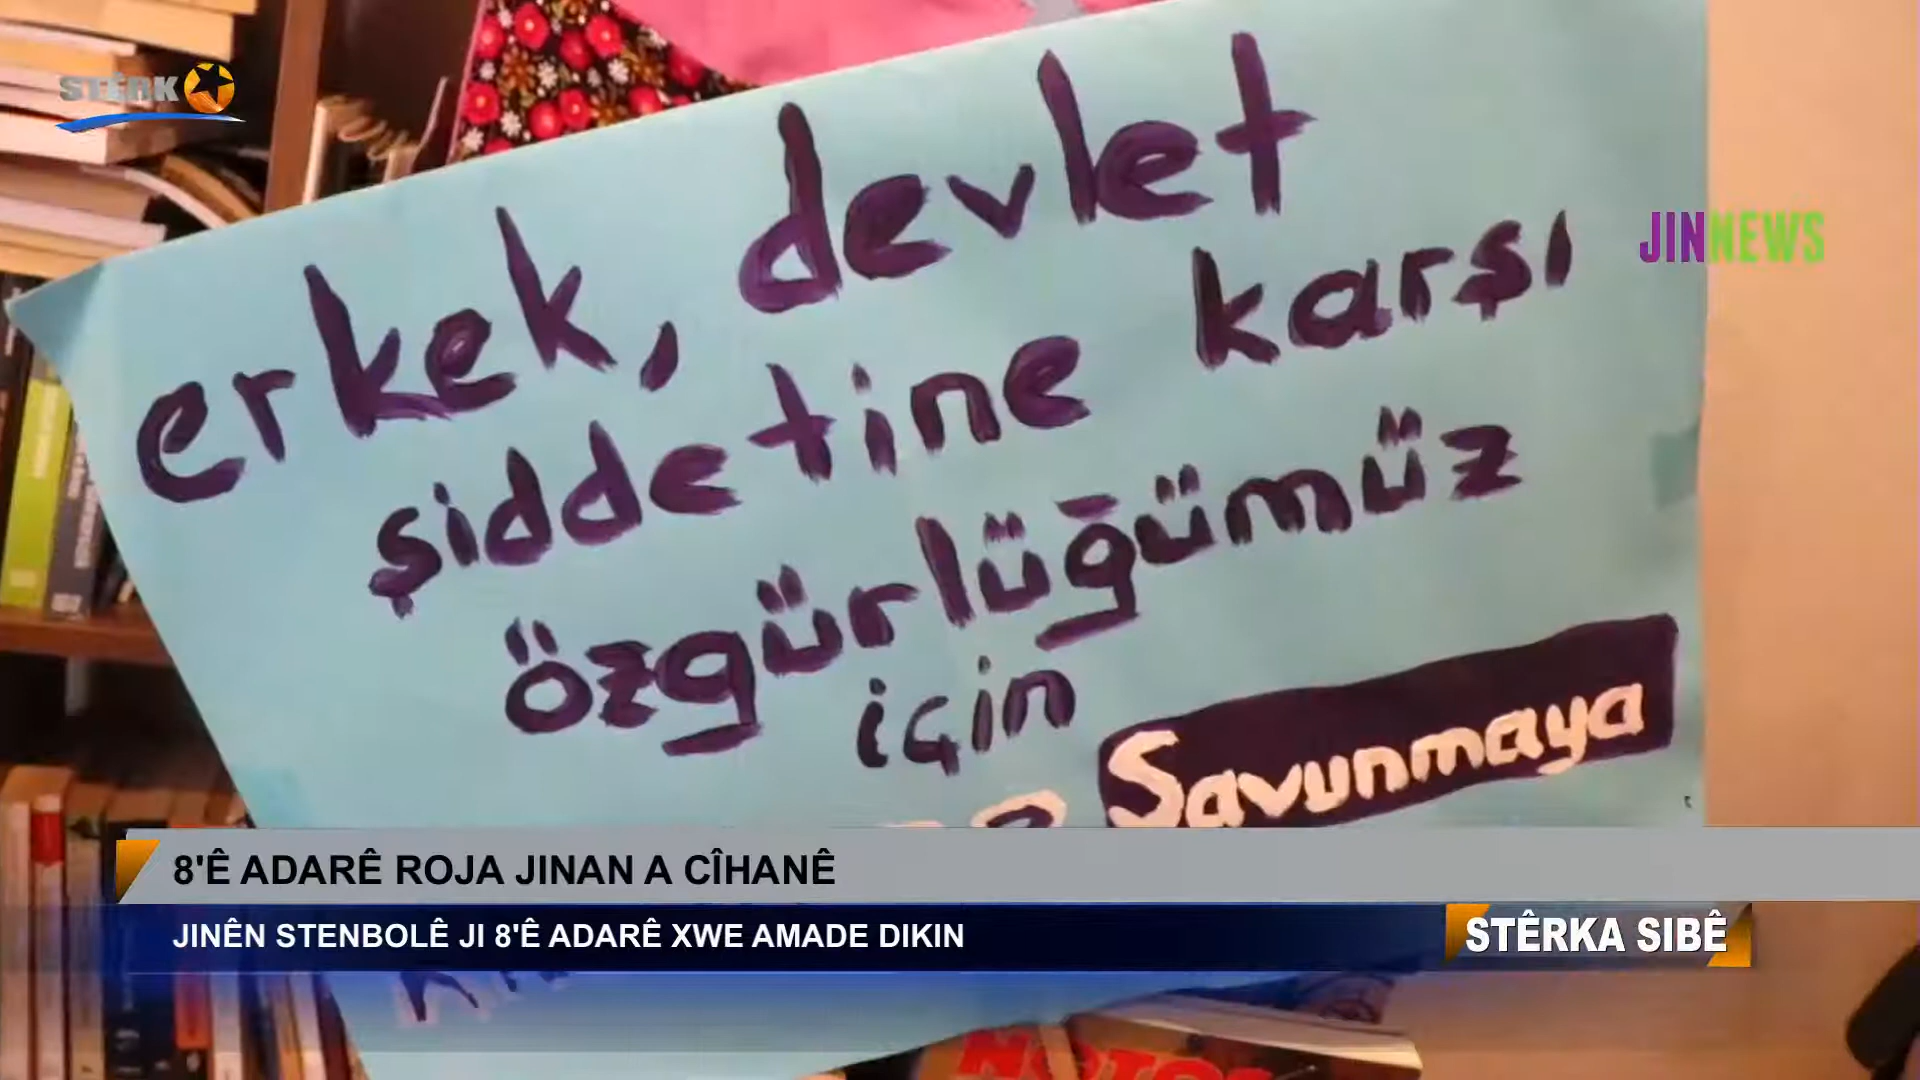 STÊRK
JINNEWS
erkek, devlet
şiddetine karşı
özgürlüğümüz
için
Savunmaya
8'Ê ADARÊ ROJA JINAN A CÎHANÊ
JINÊN STENBOLÊ JI 8'Ê ADARÊ XWE AMADE DIKIN
STÊRKA SIBÊ